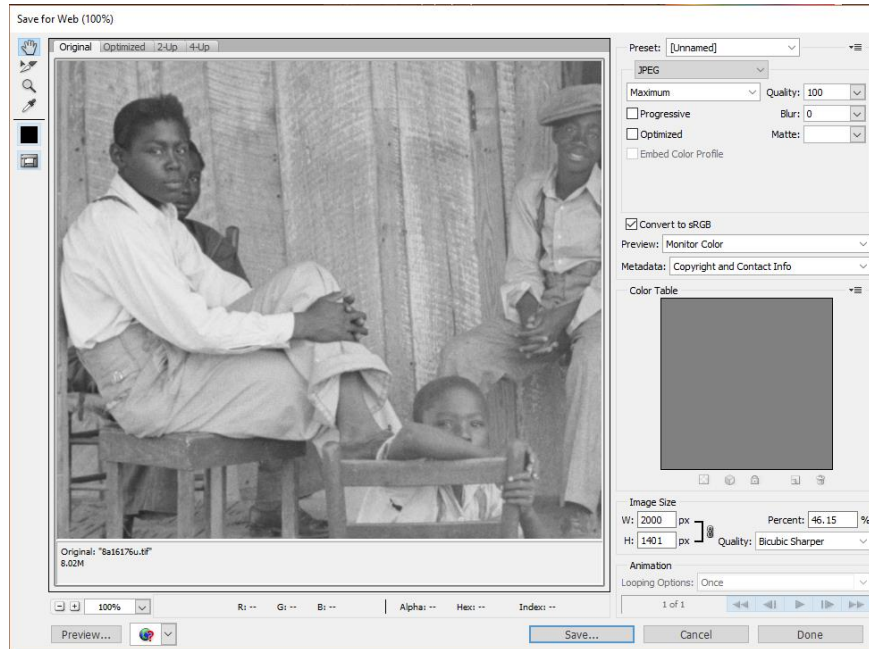 Save for Web (100%)
Original Optimized 2-Up 4-Up
Preset: [Unnamed]
JPEG
Maximum Quality: 100
Progressive Blur: 0
Optimized Matte:
Embed Color Profile
Convert to sRGB
Preview: Monitor Color
Metadata: Copyright and Contact Info
Color Table
Image Size
W: 2000 px Percent: 46.15 %
H: 1401 px Quality: Bicubic Sharper
Animation
Looping Options: Once
1 of 1
Original: "8a16176u.tif"
8.02M
100% R: -- G: -- B: -- Alpha: -- Hex: -- Index: --
Preview... Save... Cancel Done